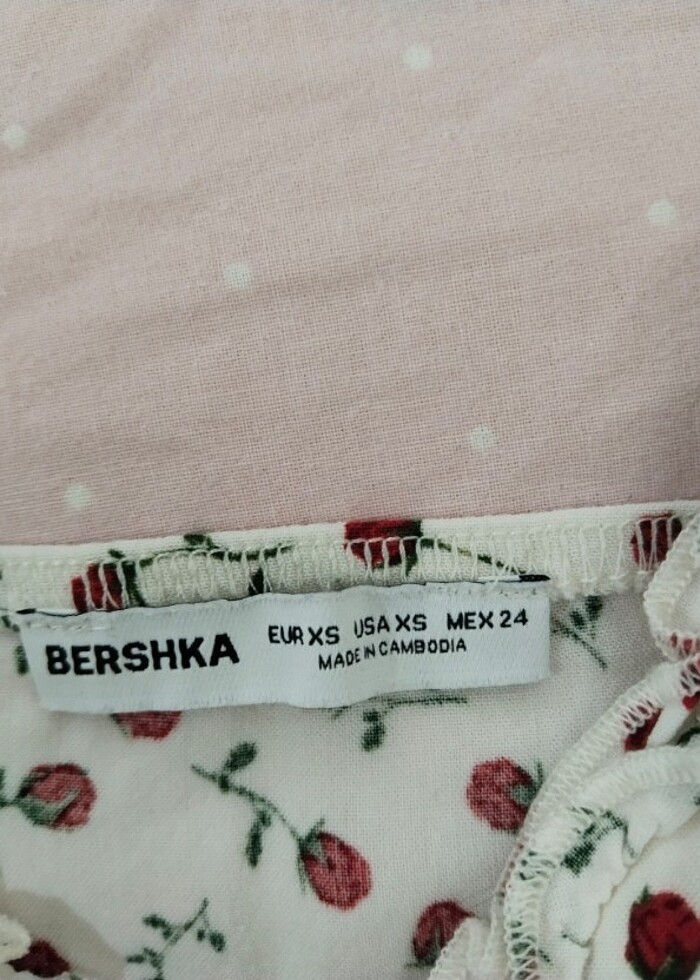 BERSHKA
EUR XS USA XS MEX 24
MADE IN CAMBODIA